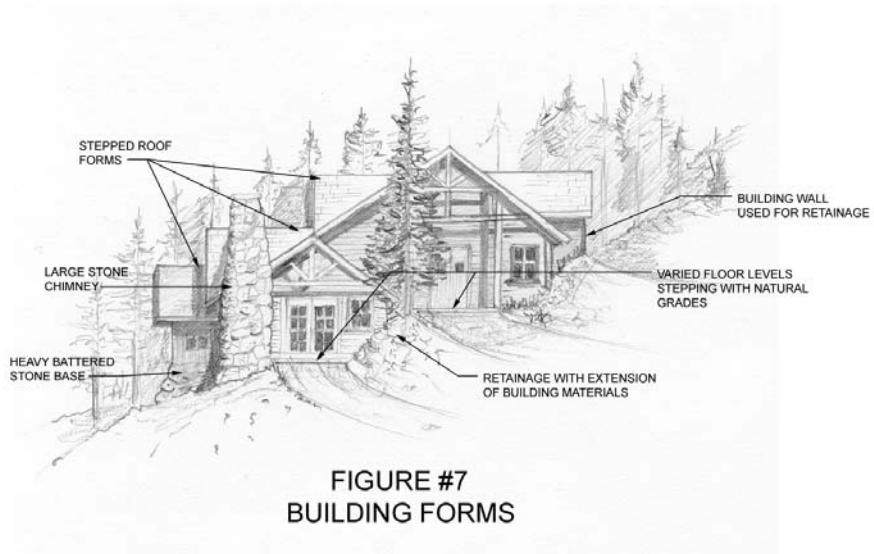 STEPPED ROOF
FORMS
BUILDING WALL
USED FOR RETAINAGE
LARGE STONE
CHIMNEY
VARIED FLOOR LEVELS
STEPPING WITH NATURAL
GRADES
HEAVY BATTERED
STONE BASE
RETAINAGE WITH EXTENSION
OF BUILDING MATERIALS
FIGURE #7
BUILDING FORMS